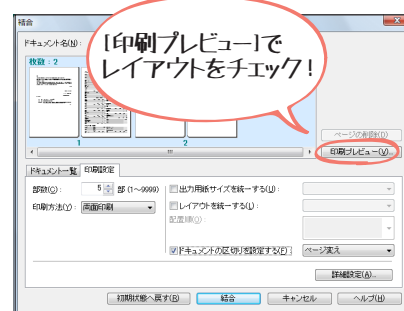 結合
ドキュメント名(N):
[印刷プレビュー]で
レイアウトをチェック!
枚数：2
1
2
ページの削除(D)
印刷プレビュー(V)...
ドキュメント一覧 印刷設定
部数(C): 5 部 (1～9999)
出力用紙サイズを統一する(U):
印刷方法(Y): 両面印刷
レイアウトを統一する(L):
配置順(O):
ドキュメントの区切りを設定する(F): ページ変え
詳細設定(A)...
初期状態へ戻す(R) 結合 キャンセル ヘルプ(H)